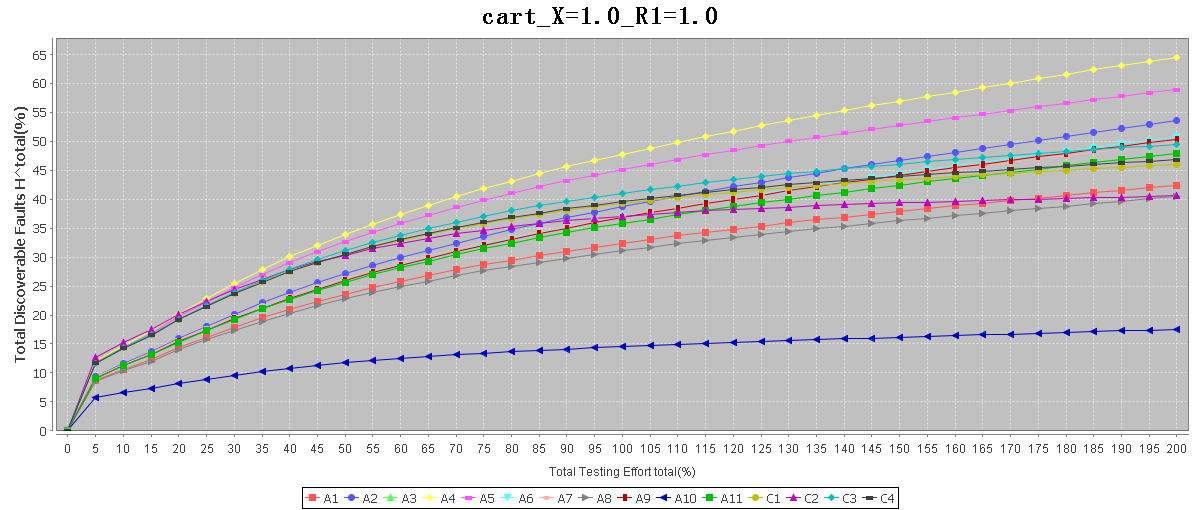 cart_X=1.0_R1=1.0
Total Discoverable Faults H^total(%)
65
60
55
50
45
40
35
30
25
20
15
10
5
0
0 5 10 15 20 25 30 35 40 45 50 55 60 65 70 75 80 85 90 95 100 105 110 115 120 125 130 135 140 145 150 155 160 165 170 175 180 185 190 195 200
Total Testing Effort total(%)
A1 A2 A3 A4 A5 A6 A7 A8 A9 A10 A11 C1 C2 C3 C4